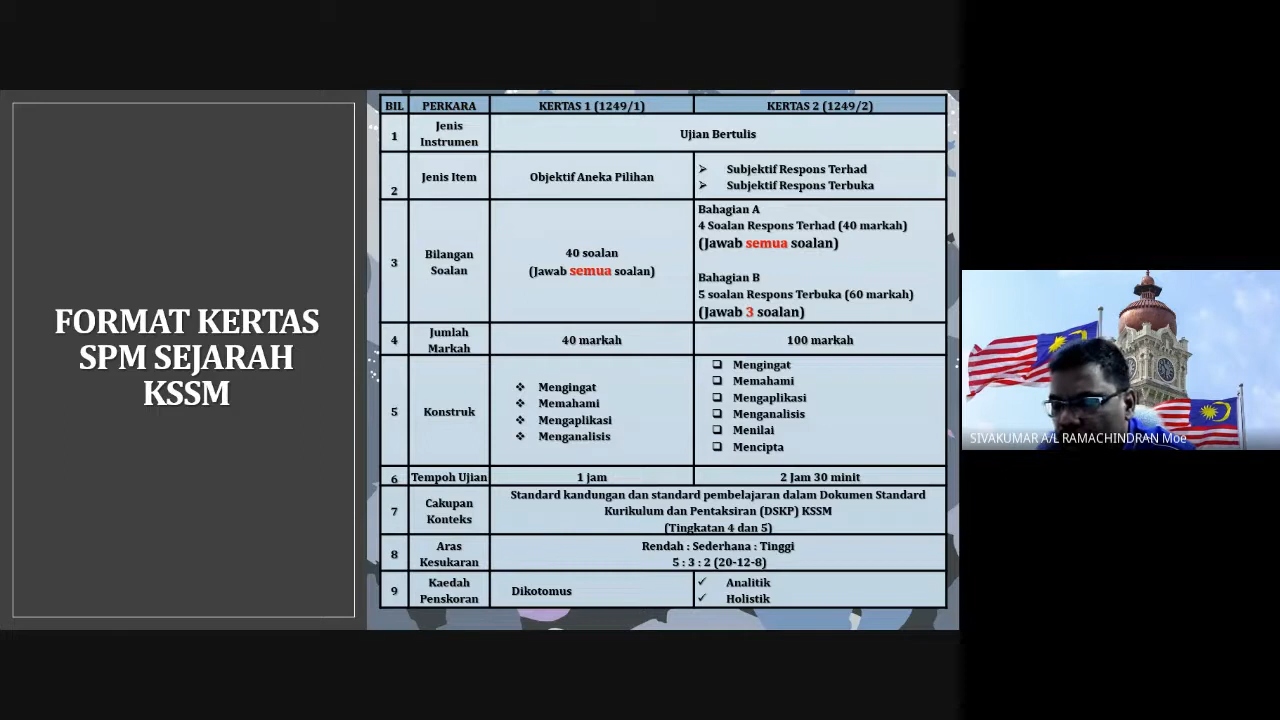 FORMAT KERTAS
SPM SEJARAH
KSSM
BIL PERKARA KERTAS 1 (1249/1) KERTAS 2 (1249/2)
1 Jenis Instrumen Ujian Bertulis
2 Jenis Item Objektif Aneka Pilihan
Subjektif Respons Terhad
Subjektif Respons Terbuka
3 Bilangan Soalan
40 soalan
(Jawab semua soalan)
Bahagian A
4 Soalan Respons Terhad (40 markah)
(Jawab semua soalan)
Bahagian B
5 soalan Respons Terbuka (60 markah)
(Jawab 3 soalan)
4 Jumlah Markah 40 markah 100 markah
5 Konstruk
Mengingat
Memahami
Mengaplikasi
Menganalisis
Mengingat
Memahami
Mengaplikasi
Menganalisis
Menilai
Mencipta
6 Tempoh Ujian 1 jam 2 Jam 30 minit
7 Cakupan Konteks
Standard kandungan dan standard pembelajaran dalam Dokumen Standard
Kurikulum dan Pentaksiran (DSKP) KSSM
(Tingkatan 4 dan 5)
8 Aras Kesukaran
Rendah : Sederhana : Tinggi
5 : 3 : 2 (20-12-8)
9 Kaedah Penskoran Dikotomus
Analitik
Holistik
SIVAKUMAR A/L RAMACHINDRAN Moe